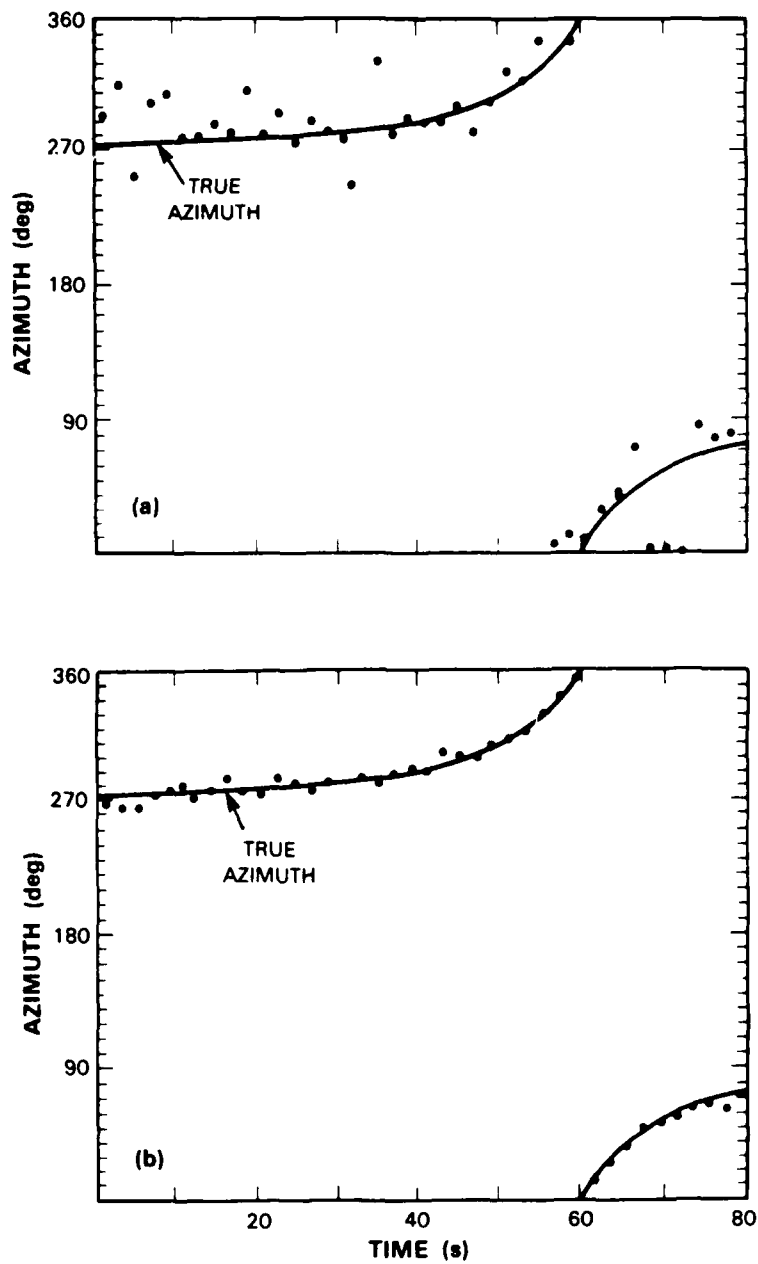 360
270
180
90
AZIMUTH (deg)
TRUE
AZIMUTH
(a)
360
270
180
90
AZIMUTH (deg)
TRUE
AZIMUTH
(b)
20
40
60
80
TIME (s)